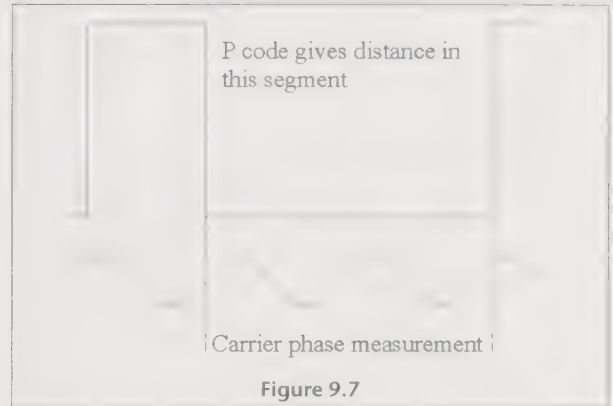 P code gives distance in
this segment
Carrier phase measurement
Figure 9.7